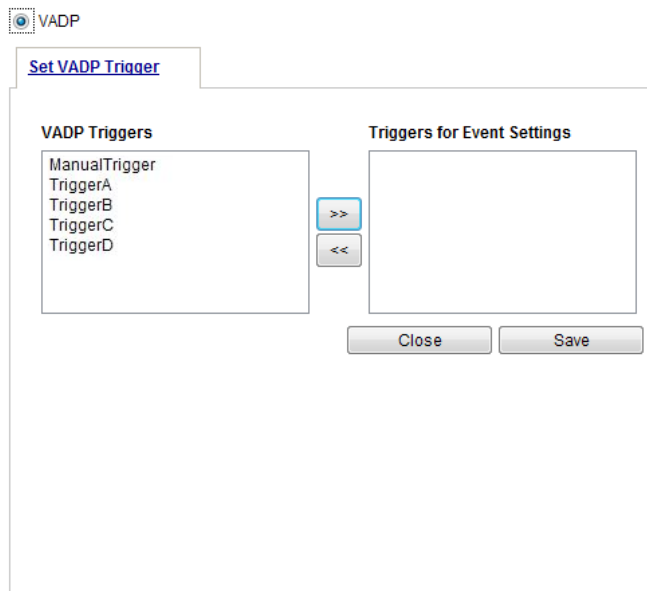 VADP
Set VADP Trigger
VADP Triggers
Triggers for Event Settings
ManualTrigger
TriggerA
TriggerB
TriggerC
TriggerD
>>
<<
Close
Save